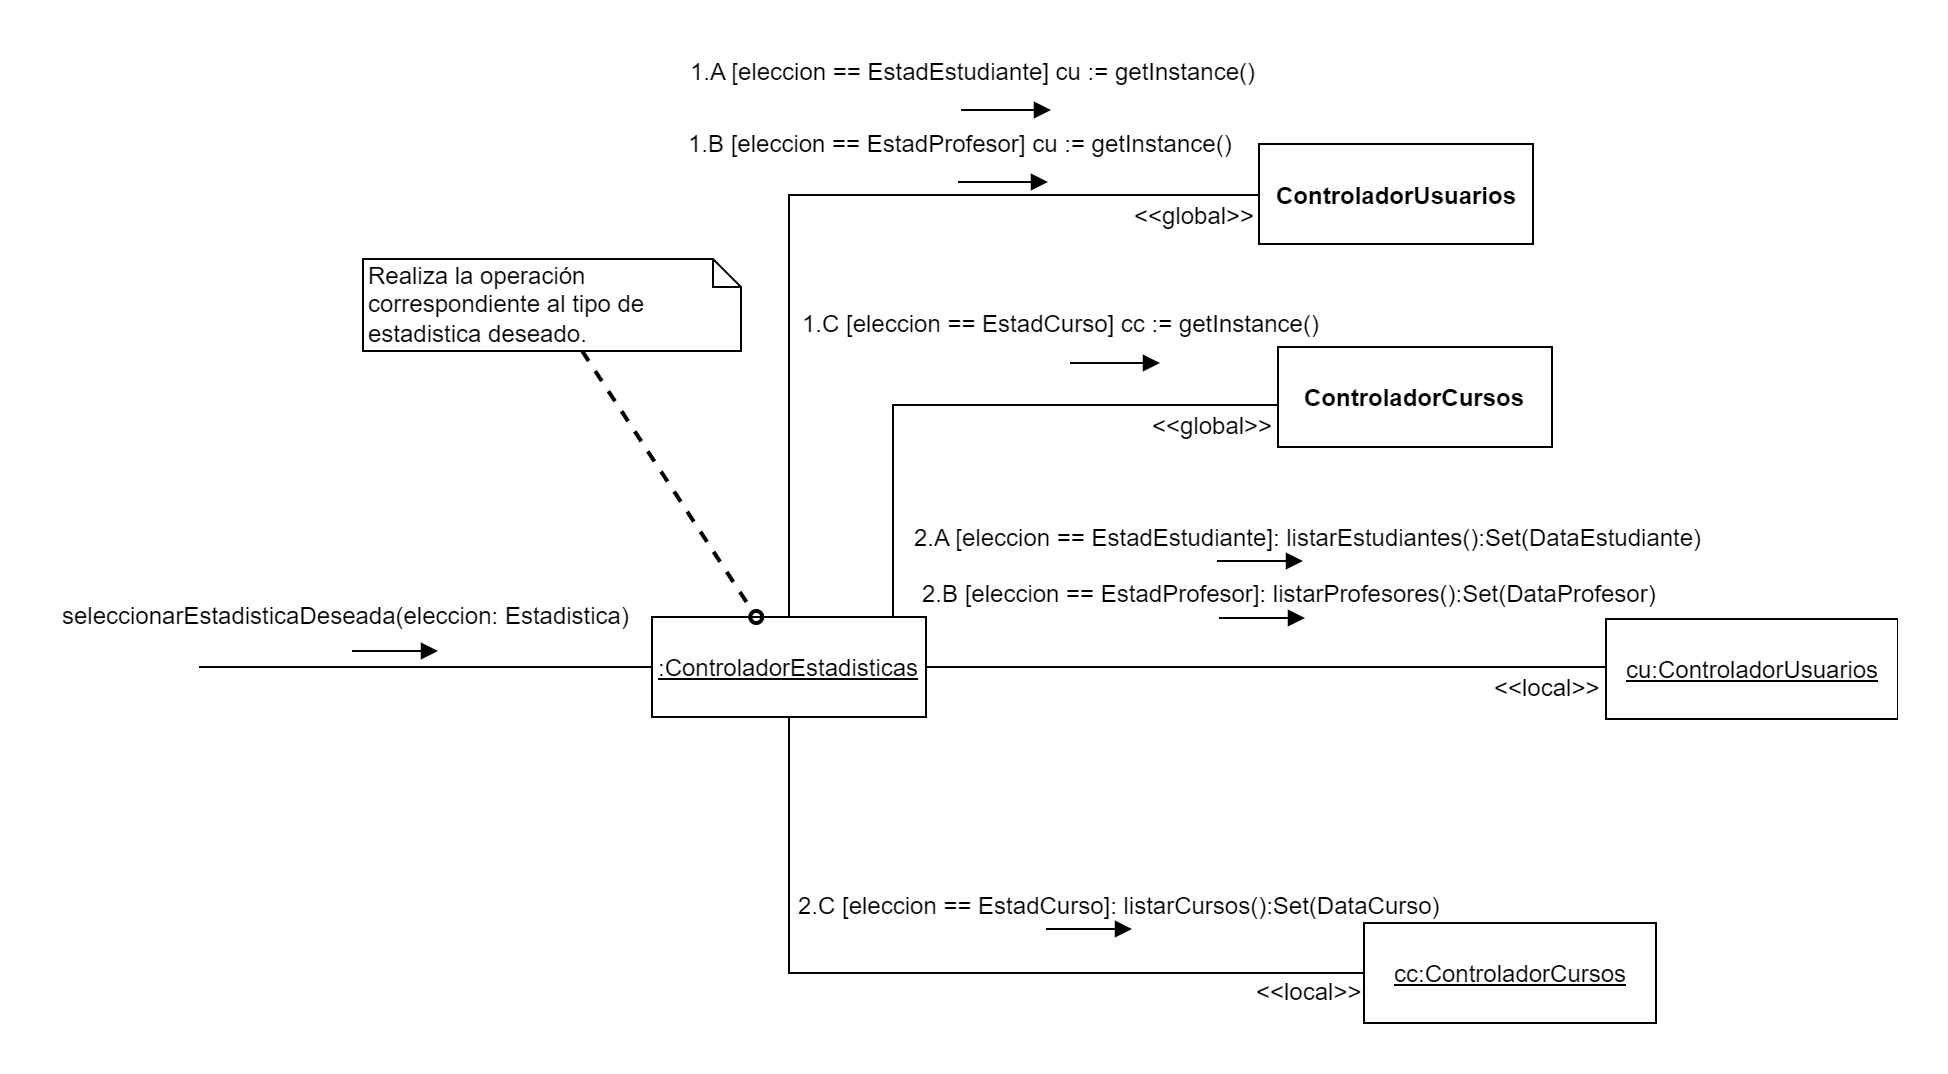 1.A [eleccion == EstadEstudiante] cu := getInstance()
1.B [eleccion == EstadProfesor] cu := getInstance()
ControladorUsuarios
<<global>>
Realiza la operación
correspondiente al tipo de
estadistica deseado.
1.C [eleccion == EstadCurso] cc := getInstance()
ControladorCursos
<<global>>
2.A [eleccion == EstadEstudiante]: listarEstudiantes():Set(DataEstudiante)
2.B [eleccion == EstadProfesor]: listarProfesores():Set(DataProfesor)
seleccionarEstadisticaDeseada(eleccion: Estadistica)
:ControladorEstadisticas
cu:ControladorUsuarios
<<local>>
2.C [eleccion == EstadCurso]: listarCursos():Set(DataCurso)
cc:ControladorCursos
<<local>>